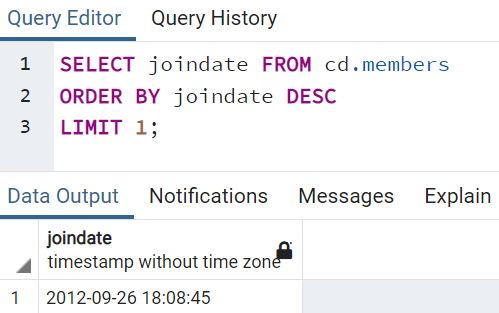 Query Editor Query History
1 SELECT joindate FROM cd.members
2 ORDER BY joindate DESC
3 LIMIT 1;
Data Output Notifications Messages Explain
joindate
timestamp without time zone
1 2012-09-26 18:08:45